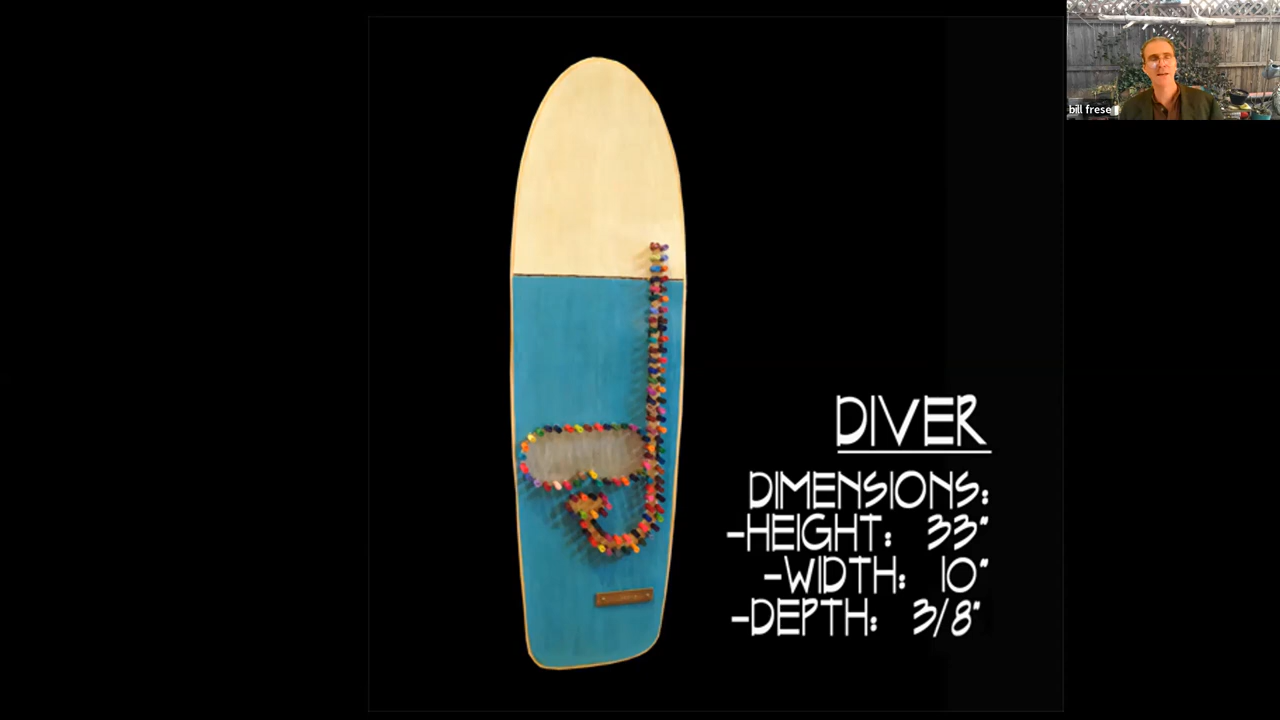 bill frese
DIVER
DIMENSIONS:
-HEIGHT: 33"
-WIDTH: 10"
-DEPTH: 3/8"